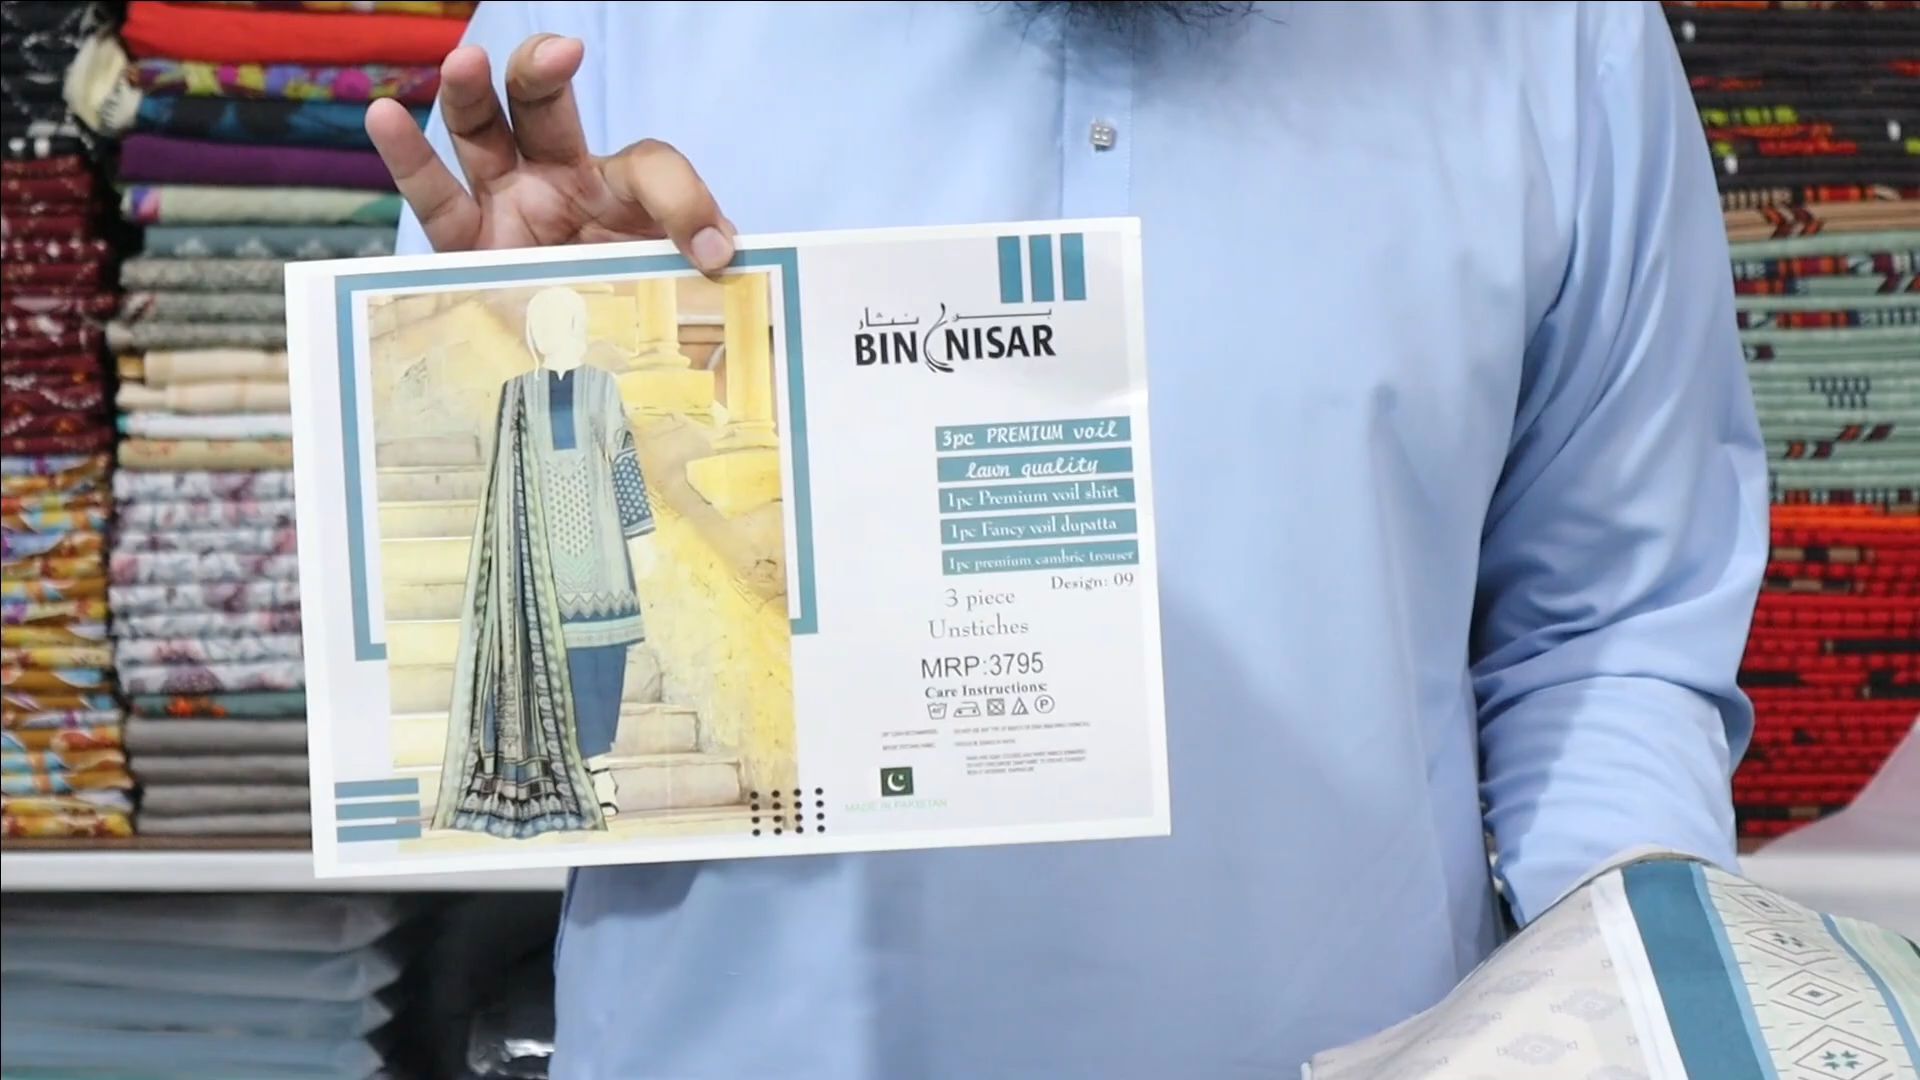 بن نثار
BIN NISAR
3pc PREMIUM voil
lawn quality
1pc Premium voil shirt
1pc Fancy voil dupatta
1pc premium cambric trouser
Design: 09
3 piece
Unstiches
MRP:3795
Care Instructions:
MADE IN PAKISTAN